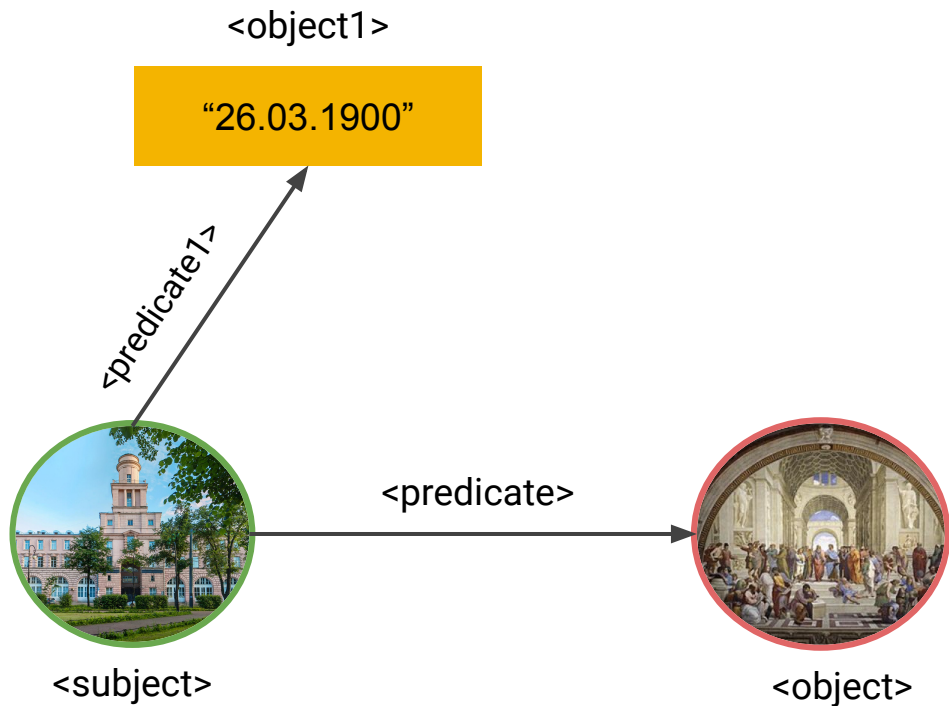 <object1>
“26.03.1900”
<predicate1>
<predicate>
<subject>
<object>